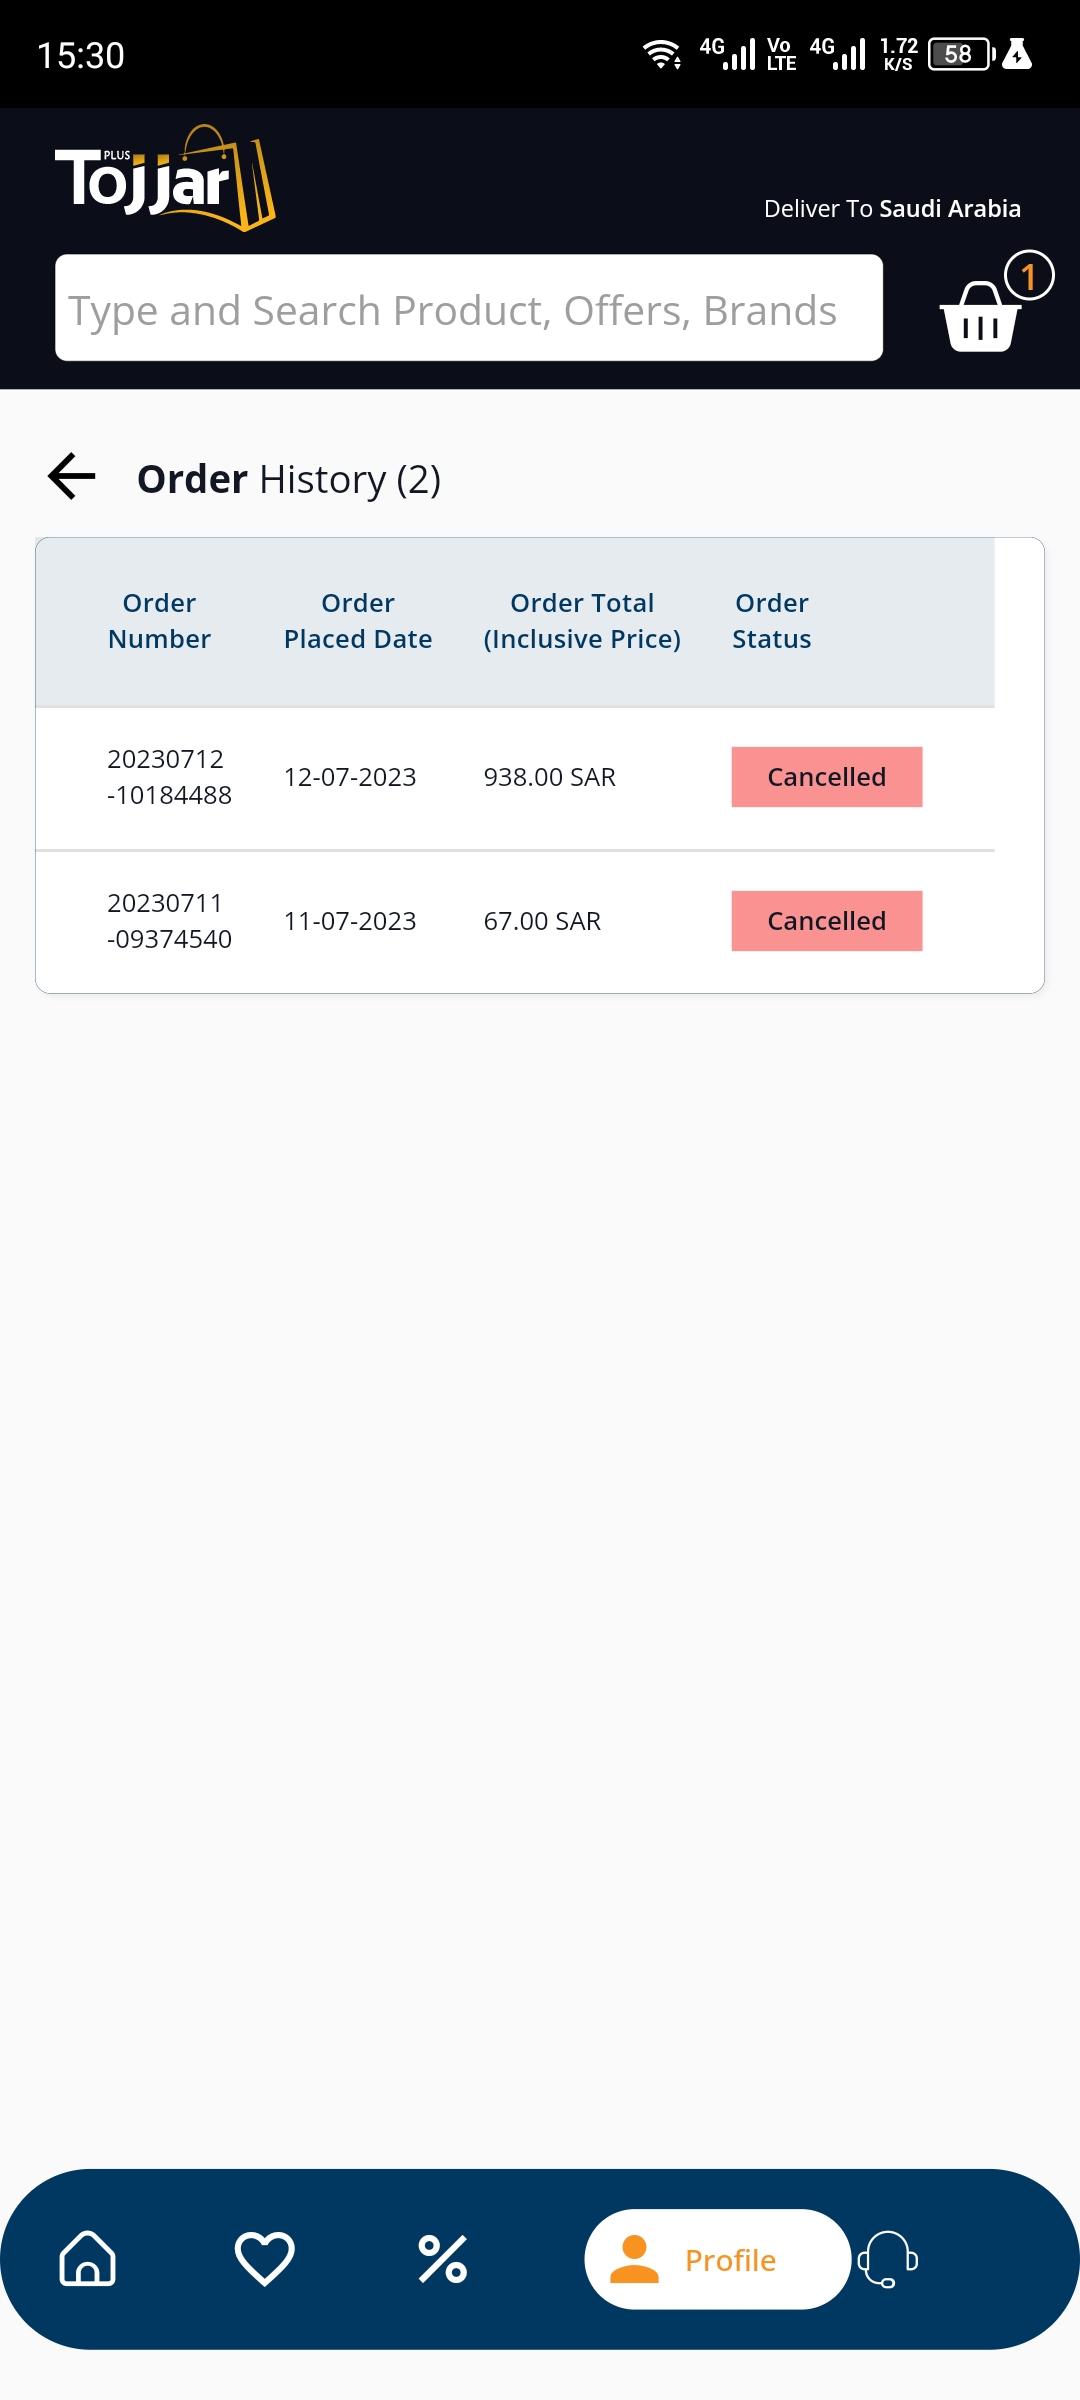 15:30
4G Vo LTE 4G 1.72 K/S 58
Tojjar PLUS
Deliver To Saudi Arabia
Type and Search Product, Offers, Brands
1
Order History (2)
Order Number
Order Placed Date
Order Total (Inclusive Price)
Order Status
20230712
-10184488
12-07-2023
938.00 SAR
Cancelled
20230711
-09374540
11-07-2023
67.00 SAR
Cancelled
Profile